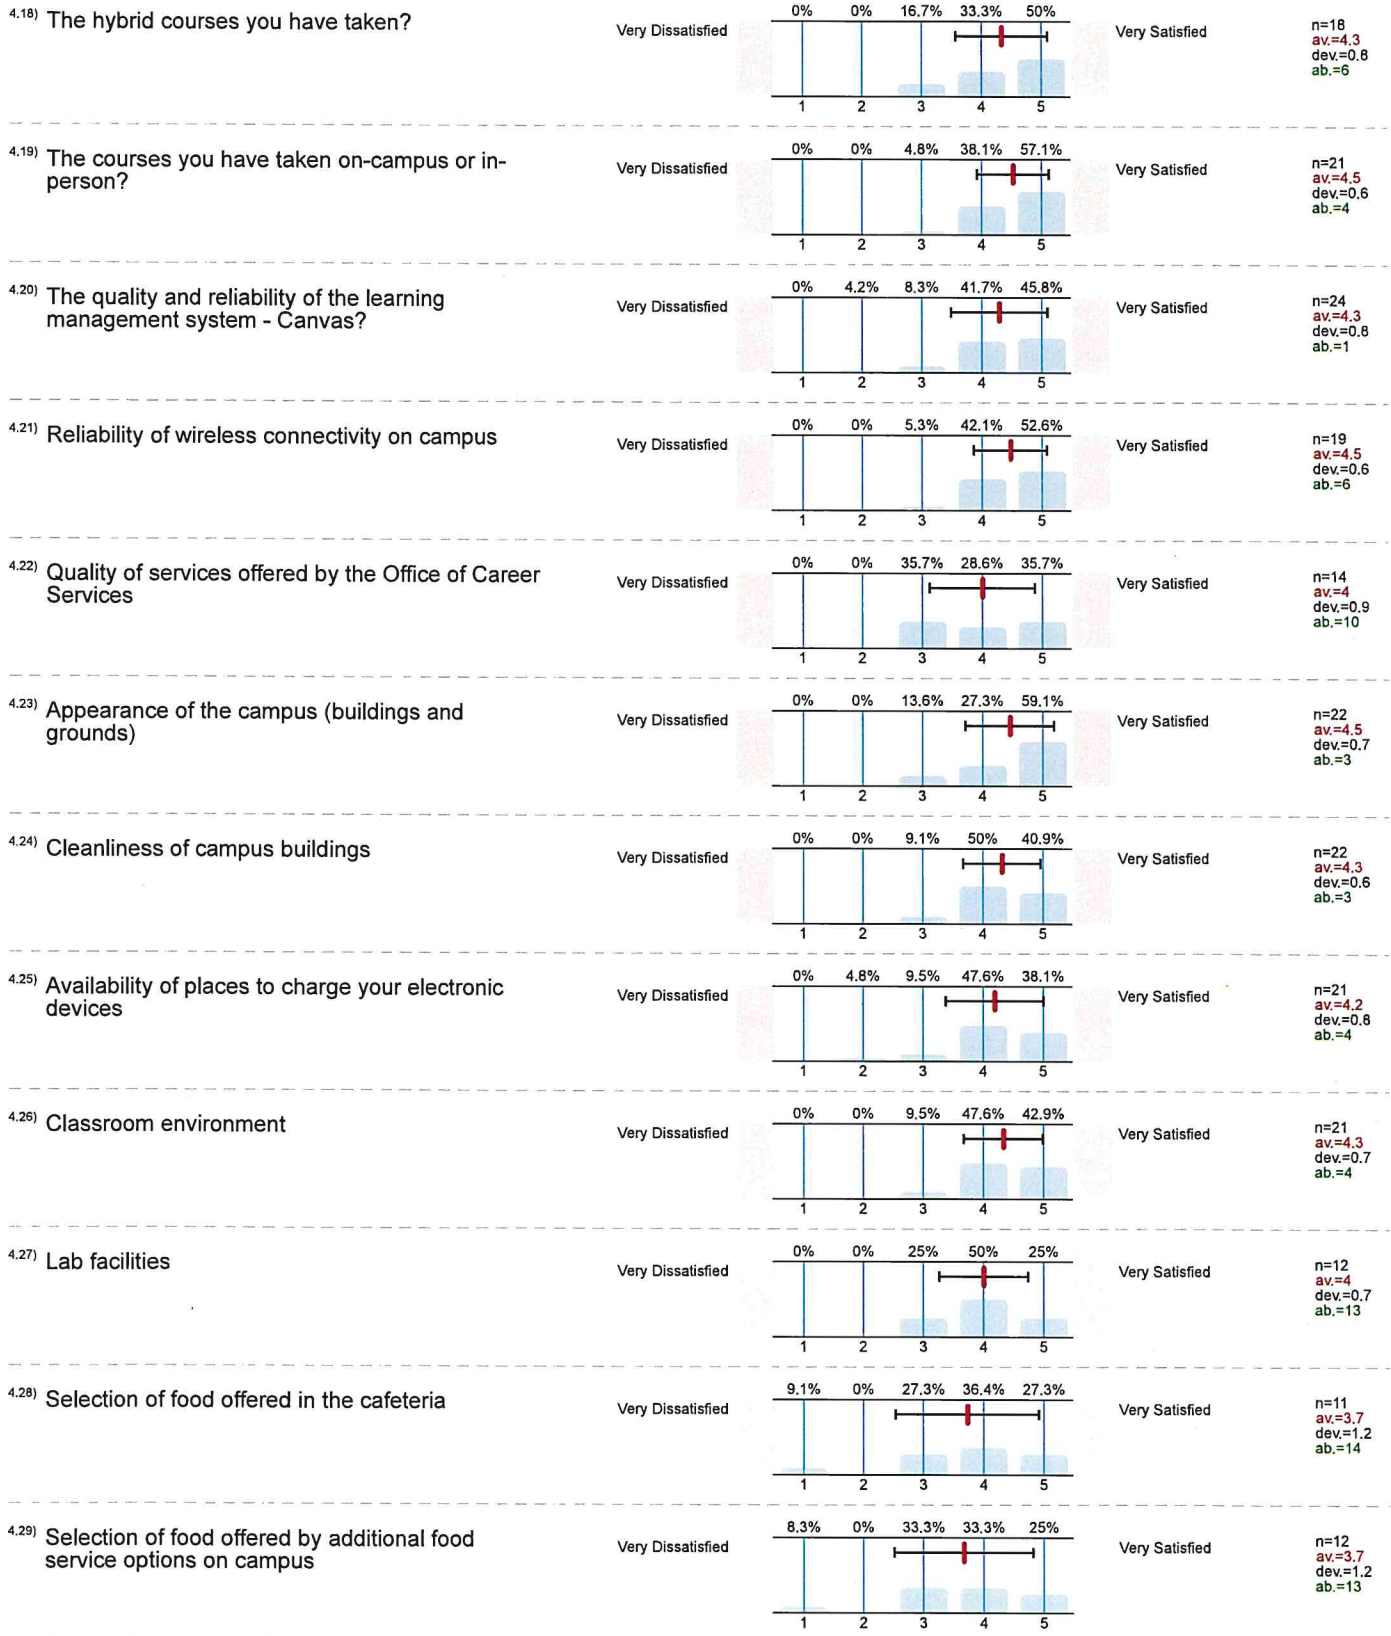 4.18) The hybrid courses you have taken?
Very Dissatisfied
0% 0% 16.7% 33.3% 50%
1 2 3 4 5
Very Satisfied
n=18
av.=4.3
dev.=0.8
ab.=6
4.19) The courses you have taken on-campus or in-
person?
Very Dissatisfied
0% 0% 4.8% 38.1% 57.1%
1 2 3 4 5
Very Satisfied
n=21
av.=4.5
dev.=0.6
ab.=4
4.20) The quality and reliability of the learning
management system - Canvas?
Very Dissatisfied
0% 4.2% 8.3% 41.7% 45.8%
1 2 3 4 5
Very Satisfied
n=24
av.=4.3
dev.=0.8
ab.=1
4.21) Reliability of wireless connectivity on campus
Very Dissatisfied
0% 0% 5.3% 42.1% 52.6%
1 2 3 4 5
Very Satisfied
n=19
av.=4.5
dev.=0.6
ab.=6
4.22) Quality of services offered by the Office of Career
Services
Very Dissatisfied
0% 0% 35.7% 28.6% 35.7%
1 2 3 4 5
Very Satisfied
n=14
av.=4
dev.=0.9
ab.=10
4.23) Appearance of the campus (buildings and
grounds)
Very Dissatisfied
0% 0% 13.6% 27.3% 59.1%
1 2 3 4 5
Very Satisfied
n=22
av.=4.5
dev.=0.7
ab.=3
4.24) Cleanliness of campus buildings
Very Dissatisfied
0% 0% 9.1% 50% 40.9%
1 2 3 4 5
Very Satisfied
n=22
av.=4.3
dev.=0.6
ab.=3
4.25) Availability of places to charge your electronic
devices
Very Dissatisfied
0% 4.8% 9.5% 47.6% 38.1%
1 2 3 4 5
Very Satisfied
n=21
av.=4.2
dev.=0.8
ab.=4
4.26) Classroom environment
Very Dissatisfied
0% 0% 9.5% 47.6% 42.9%
1 2 3 4 5
Very Satisfied
n=21
av.=4.3
dev.=0.7
ab.=4
4.27) Lab facilities
Very Dissatisfied
0% 0% 25% 50% 25%
1 2 3 4 5
Very Satisfied
n=12
av.=4
dev.=0.7
ab.=13
4.28) Selection of food offered in the cafeteria
Very Dissatisfied
9.1% 0% 27.3% 36.4% 27.3%
1 2 3 4 5
Very Satisfied
n=11
av.=3.7
dev.=1.2
ab.=14
4.29) Selection of food offered by additional food
service options on campus
Very Dissatisfied
8.3% 0% 33.3% 33.3% 25%
1 2 3 4 5
Very Satisfied
n=12
av.=3.7
dev.=1.2
ab.=13